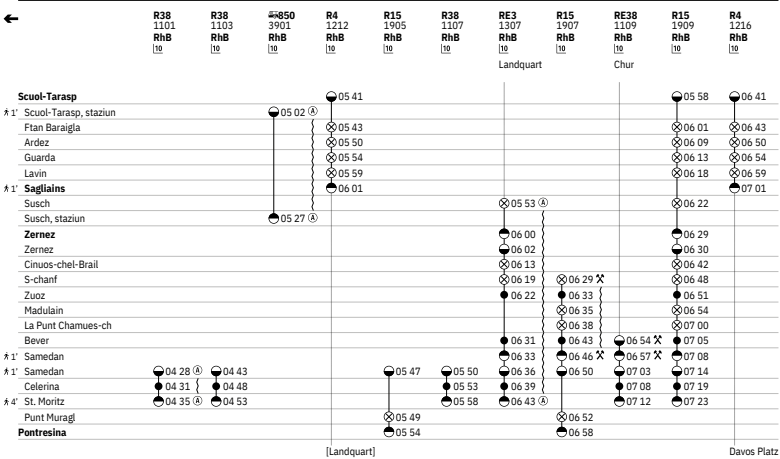 R38 R38 850 R4 R15 R38 RE3 R15 RE38 R15 R4
1101 1103 3901 1212 1905 1107 1307 1907 1109 1909 1216
RhB RhB RhB RhB RhB RhB RhB RhB RhB RhB RhB
10 10 10 10 10 10 10 10 10 10 10
Landquart Chur
Scuol-Tarasp 05 41 05 58 06 41
1' Scuol-Tarasp, staziun 05 02 A
Ftan Baraigla 05 43 06 01 06 43
Ardez 05 50 06 09 06 50
Guarda 05 54 06 13 06 54
Lavin 05 59 06 18 06 59
1' Sagliains 06 01 07 01
Susch 05 53 A 06 22
Susch, staziun 05 27 A
Zernez 06 00 06 29
Zernez 06 02 06 30
Cinuos-chel-Brail 06 13 06 42
S-chanf 06 19 06 29 06 48
Zuoz 06 22 06 33 06 51
Madulain 06 35 06 54
La Punt Chamues-ch 06 38 07 00
Bever 06 31 06 43 06 54 07 05
1' Samedan 06 33 06 46 06 57 07 08
1' Samedan 04 28 A 04 43 05 47 05 50 06 36 06 50 07 03 07 14
Celerina 04 31 04 48 05 53 06 39 07 08 07 19
4' St. Moritz 04 35 A 04 53 05 58 06 43 A 07 12 07 23
Punt Muragl 05 49 06 52
Pontresina 05 54 06 58
[Landquart] Davos Platz